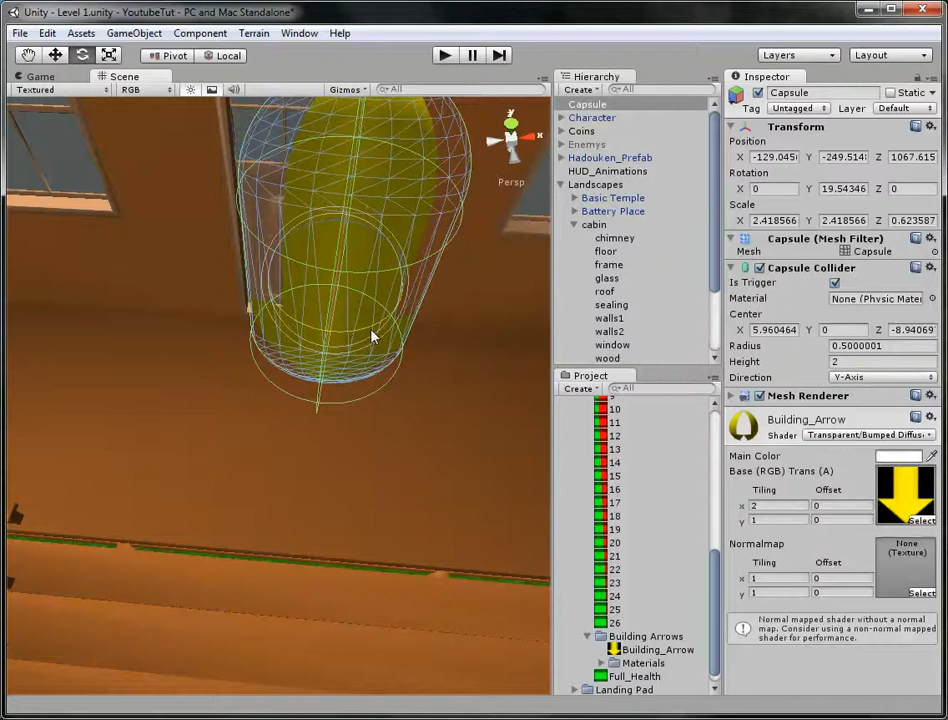 Unity - Level 1.unity - YoutubeTut - PC and Mac Standalone*
File Edit Assets GameObject Component Terrain Window Help
Pivot Local Layers Layout
Game Scene
Textured RGB Gizmos All
y
x
Persp
Hierarchy
Create All
Capsule
Character
Coins
Enemys
Hadouken_Prefab
HUD_Animations
Landscapes
Basic Temple
Battery Place
cabin
chimney
floor
frame
glass
roof
sealing
walls1
walls2
window
wood
Project
Create All
9
10
11
12
13
14
15
16
17
18
19
20
21
22
23
24
25
26
Building Arrows
Building_Arrow
Materials
Full_Health
Landing Pad
Inspector
Capsule Static
Tag Untagged Layer Default
Transform
Position
X -129.045 Y -249.514 Z 1067.615
Rotation
X 0 Y 19.54346 Z 0
Scale
X 2.418566 Y 2.418566 Z 0.623587
Capsule (Mesh Filter)
Mesh Capsule
Capsule Collider
Is Trigger
Material None (Physic Mater
Center
X 5.960464 Y 0 Z -8.94069
Radius 0.5000001
Height 2
Direction Y-Axis
Mesh Renderer
Building_Arrow
Shader Transparent/Bumped Diffus
Main Color
Base (RGB) Trans (A)
Tiling Offset
x 2 0
y 1 0
Select
Normalmap
None
(Texture)
Tiling Offset
x 1 0
y 1 0
Select
Normal mapped shader without a normal
map. Consider using a non-normal mapped
shader for performance.